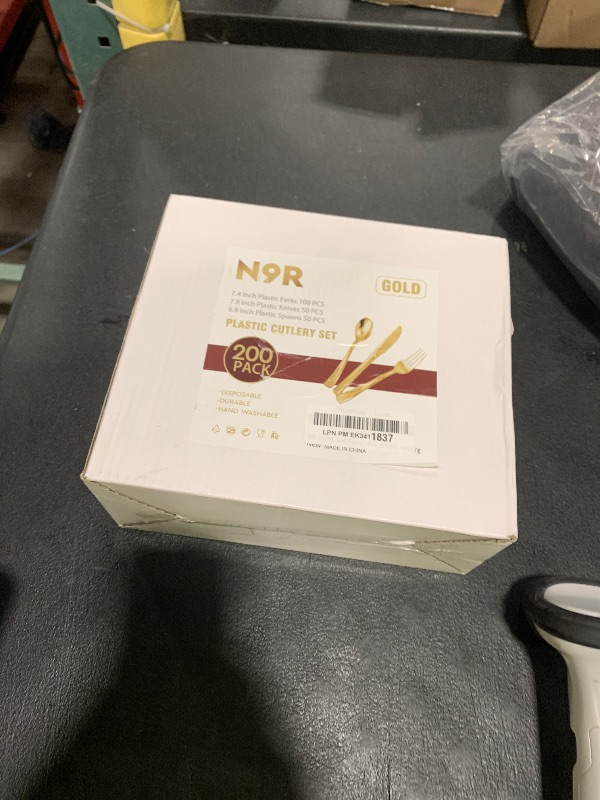 N9R
GOLD
7.4 inch Plastic Forks 100 PCS
7.8 inch Plastic Knives 50 PCS
6.9 inch Plastic Spoons 50 PCS
PLASTIC CUTLERY SET
200
PACK
-DISPOSABLE
-DURABLE
-HAND WASHABLE
LPN PM EK3411837
MADE IN CHINA